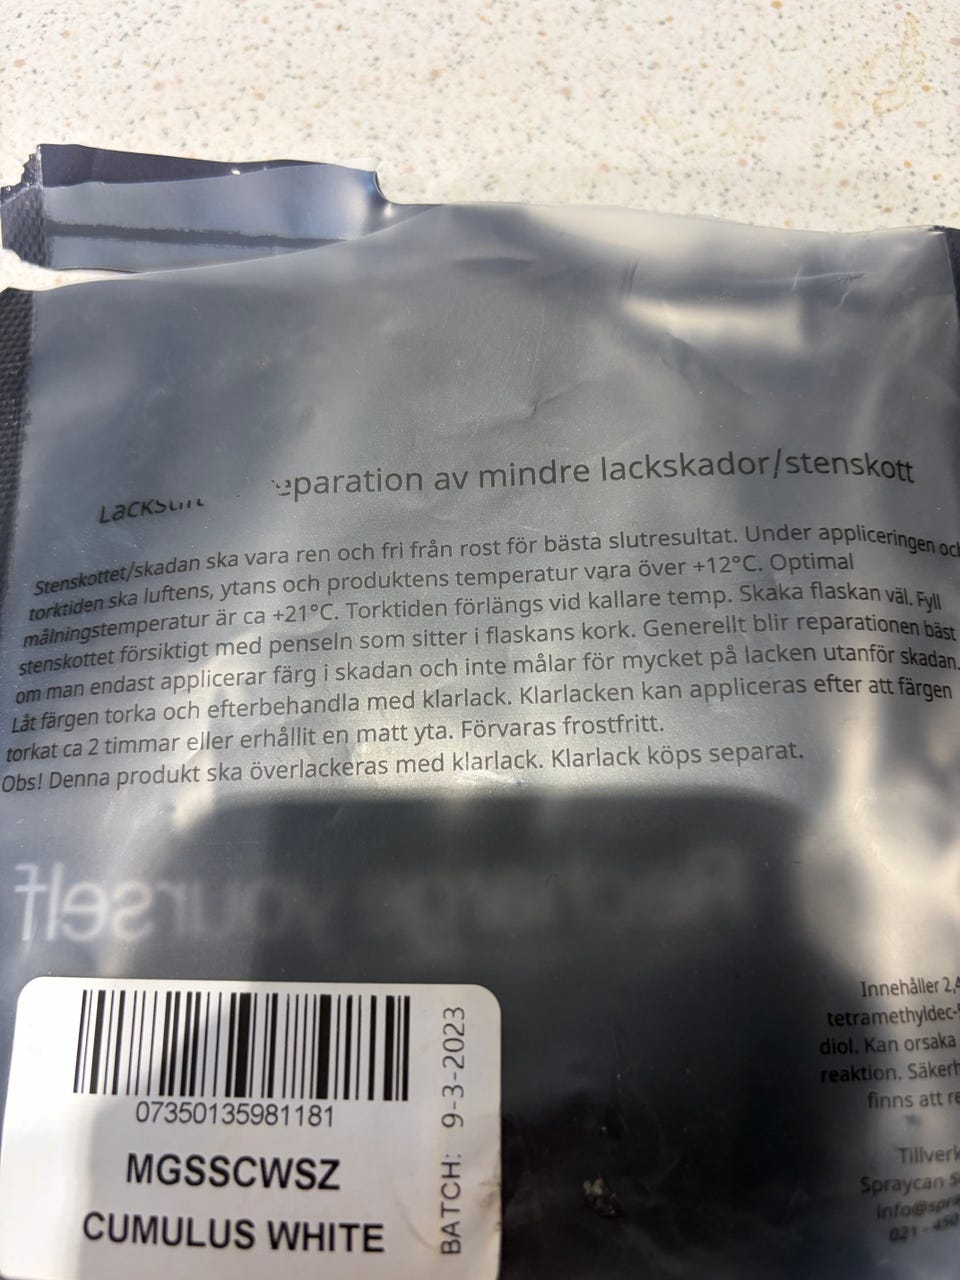 av mindre lackskador/stenskott
Stenskottet/skadan ska vara ren och fri från rost för bästa slutresultat. Under appliceringen och
torktiden ska luftens, ytans och produktens temperatur vara över +12°C. Optimal
målningstemperatur är ca +21°C. Torktiden förlängs vid kallare temp. Skaka flaskan väl. Fyll
stenskottet försiktigt med penseln som sitter i flaskans kork. Generellt blir reparationen bäst
om man endast applicerar färg i skadan och inte målar för mycket på lacken utanför skadan.
Låt färgen torka och efterbehandla med klarlack. Klarlacken kan appliceras efter att färgen
torkat ca 2 timmar eller erhållit en matt yta. Förvaras frostfritt.
Obs! Denna produkt ska överlackeras med klarlack. Klarlack köps separat.
yourself
07350135981181
MGSSCWSZ
CUMULUS WHITE
BATCH: 9-3-2023
Innehåller 2,4
tetramethyldec-
diol. Kan orsaka
reaktion. Säkerh
finns att re
Tillverk
Spraycan